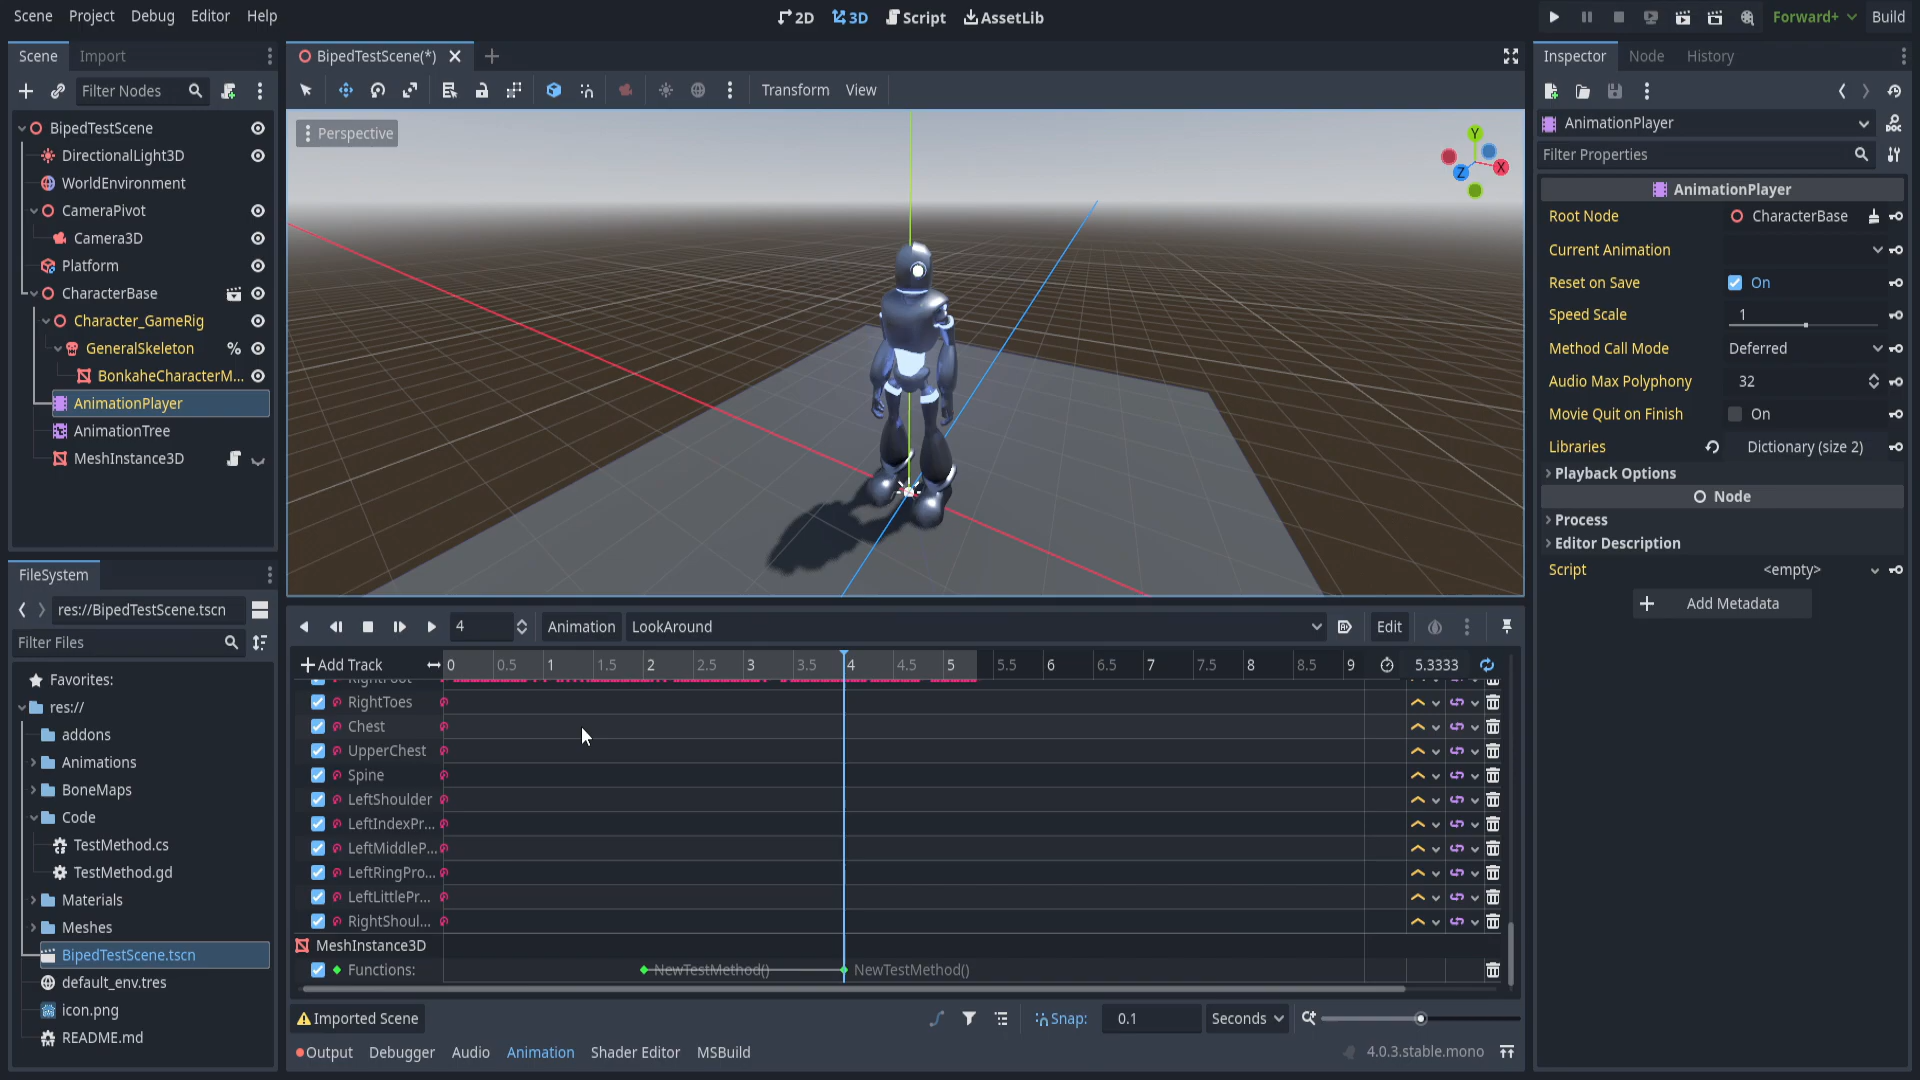 Scene Project Debug Editor Help
2D 3D Script AssetLib
Forward+ Build
Scene Import
BipedTestScene(*)
Inspector Node History
Filter Nodes
Transform View
BipedTestScene
DirectionalLight3D
WorldEnvironment
CameraPivot
Camera3D
Platform
CharacterBase
Character_GameRig
GeneralSkeleton
BonkaheCharacterM...
AnimationPlayer
AnimationTree
MeshInstance3D
Perspective
Y
X
Z
AnimationPlayer
Filter Properties
AnimationPlayer
Root Node CharacterBase
Current Animation
Reset on Save On
Speed Scale 1
Method Call Mode Deferred
Audio Max Polyphony 32
Movie Quit on Finish On
Libraries Dictionary (size 2)
Playback Options
Node
Process
Editor Description
Script <empty>
Add Metadata
FileSystem
res://BipedTestScene.tscn
Filter Files
Favorites:
res://
addons
Animations
BoneMaps
Code
TestMethod.cs
TestMethod.gd
Materials
Meshes
BipedTestScene.tscn
default_env.tres
icon.png
README.md
4 Animation LookAround Edit
Add Track 0 0.5 1 1.5 2 2.5 3 3.5 4 4.5 5 5.5 6 6.5 7 7.5 8 8.5 9 5.3333
RightFoot
RightToes
Chest
UpperChest
Spine
LeftShoulder
LeftIndexPr...
LeftMiddleP...
LeftRingPro...
LeftLittlePr...
RightShoul...
MeshInstance3D
Functions: NewTestMethod() NewTestMethod()
Imported Scene
Snap: 0.1 Seconds
Output Debugger Audio Animation Shader Editor MSBuild
4.0.3.stable.mono